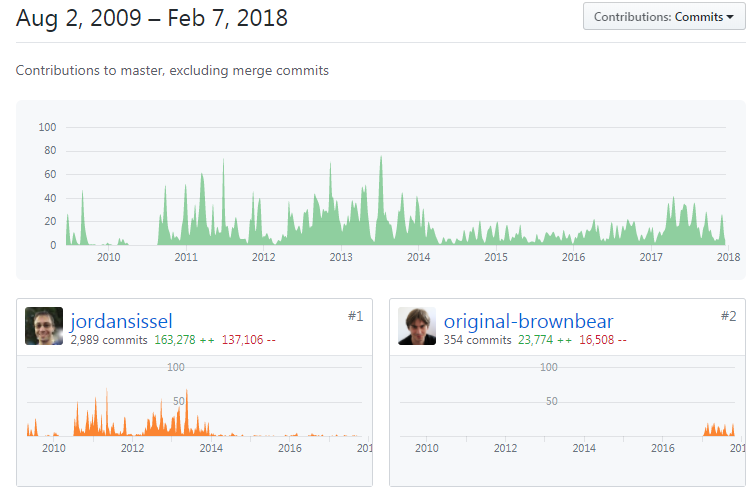 Aug 2, 2009 – Feb 7, 2018
Contributions: Commits
Contributions to master, excluding merge commits
100
80
60
40
20
0
2010 2011 2012 2013 2014 2015 2016 2017 2018
jordansissel #1
2,989 commits 163,278 ++ 137,106 --
100
50
2010 2012 2014 2016 201
original-brownbear #2
354 commits 23,774 ++ 16,508 --
100
50
2010 2012 2014 2016 201